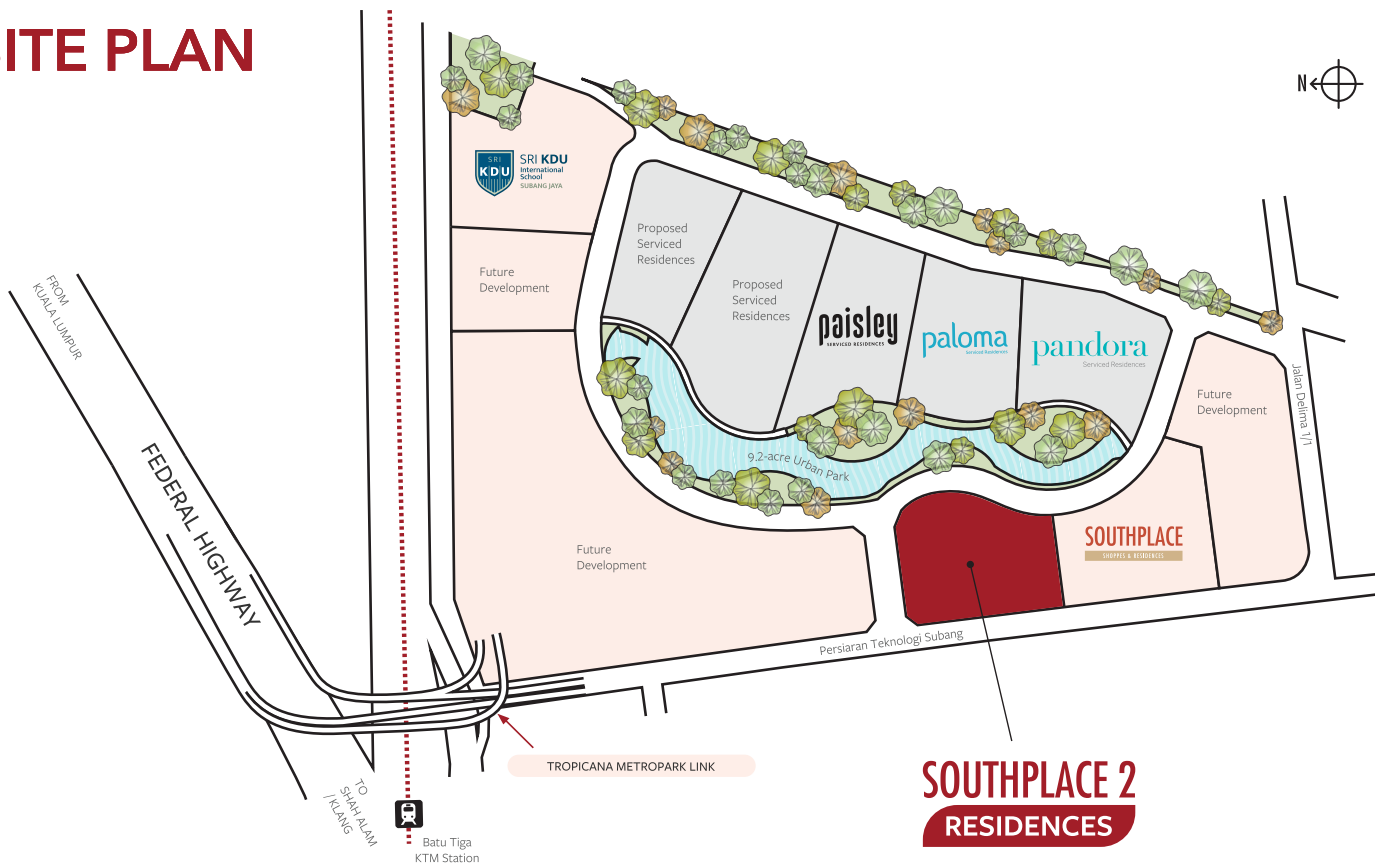 ITE PLAN
N
SRI
KDU
SRI KDU
International
School
SUBANG JAYA
Proposed
Serviced
Residences
Future
Development
Proposed
Serviced
Residences
paisley
SERVICED RESIDENCES
paloma
Serviced Residences
pandora
Serviced Residences
FROM
KUALA LUMPUR
Future
Development
Jalan Delima 1/1
FEDERAL HIGHWAY
9.2-acre Urban Park
Future
Development
SOUTHPLACE
SHOPPES & RESIDENCES
Persiaran Teknologi Subang
TROPICANA METROPARK LINK
TO
SHAH ALAM
/ KLANG
Batu Tiga
KTM Station
SOUTHPLACE 2
RESIDENCES